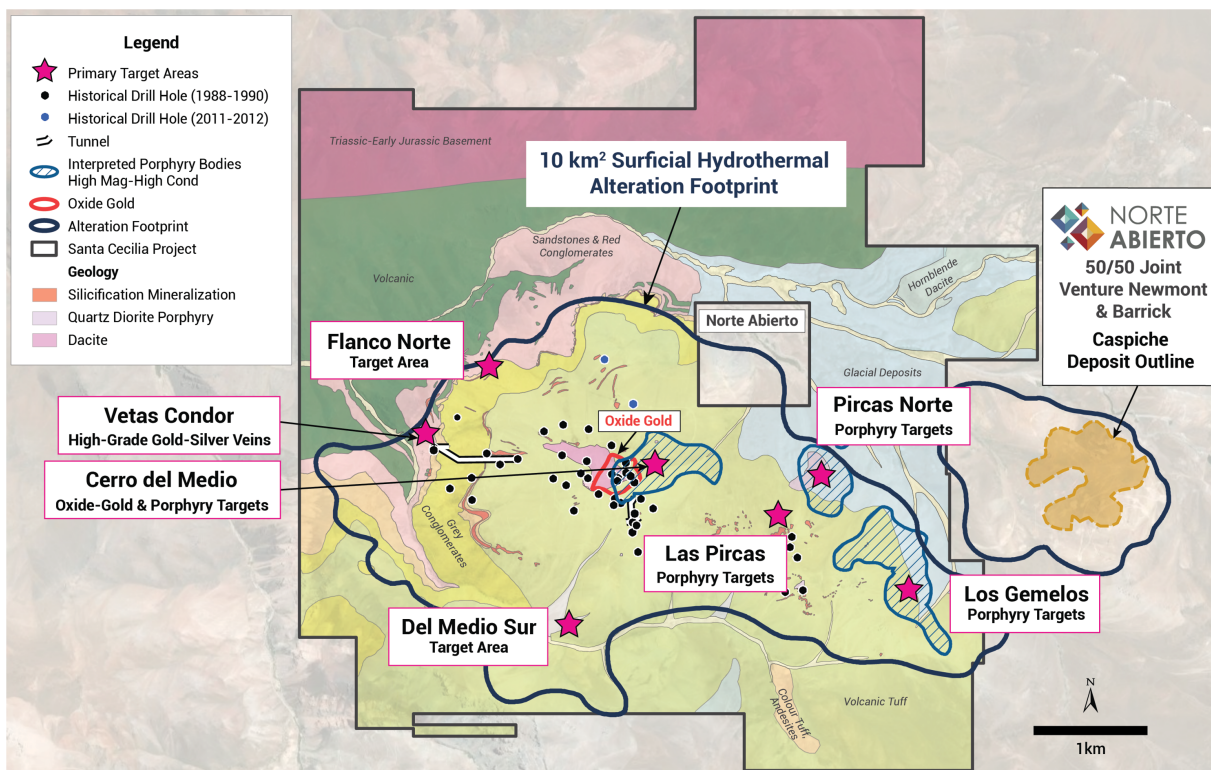 Legend
Primary Target Areas
Historical Drill Hole (1988-1990)
Historical Drill Hole (2011-2012)
Tunnel
Interpreted Porphyry Bodies
High Mag-High Cond
Oxide Gold
Alteration Footprint
Santa Cecilia Project
Geology
Silicification Mineralization
Quartz Diorite Porphyry
Dacite
Triassic-Early Jurassic Basement
10 km² Surficial Hydrothermal
Alteration Footprint
Sandstones & Red
Conglomerates
Volcanic
Hornblende
Dacite
NORTE
ABIERTO
50/50 Joint
Venture Newmont
& Barrick
Caspiche
Deposit Outline
Norte Abierto
Flanco Norte
Target Area
Glacial Deposits
Vetas Condor
High-Grade Gold-Silver Veins
Oxide Gold
Pircas Norte
Porphyry Targets
Cerro del Medio
Oxide-Gold & Porphyry Targets
Grey
Conglomerates
Las Pircas
Porphyry Targets
Los Gemelos
Porphyry Targets
Del Medio Sur
Target Area
Colour Tuff,
Andesites
Volcanic Tuff
N
1km